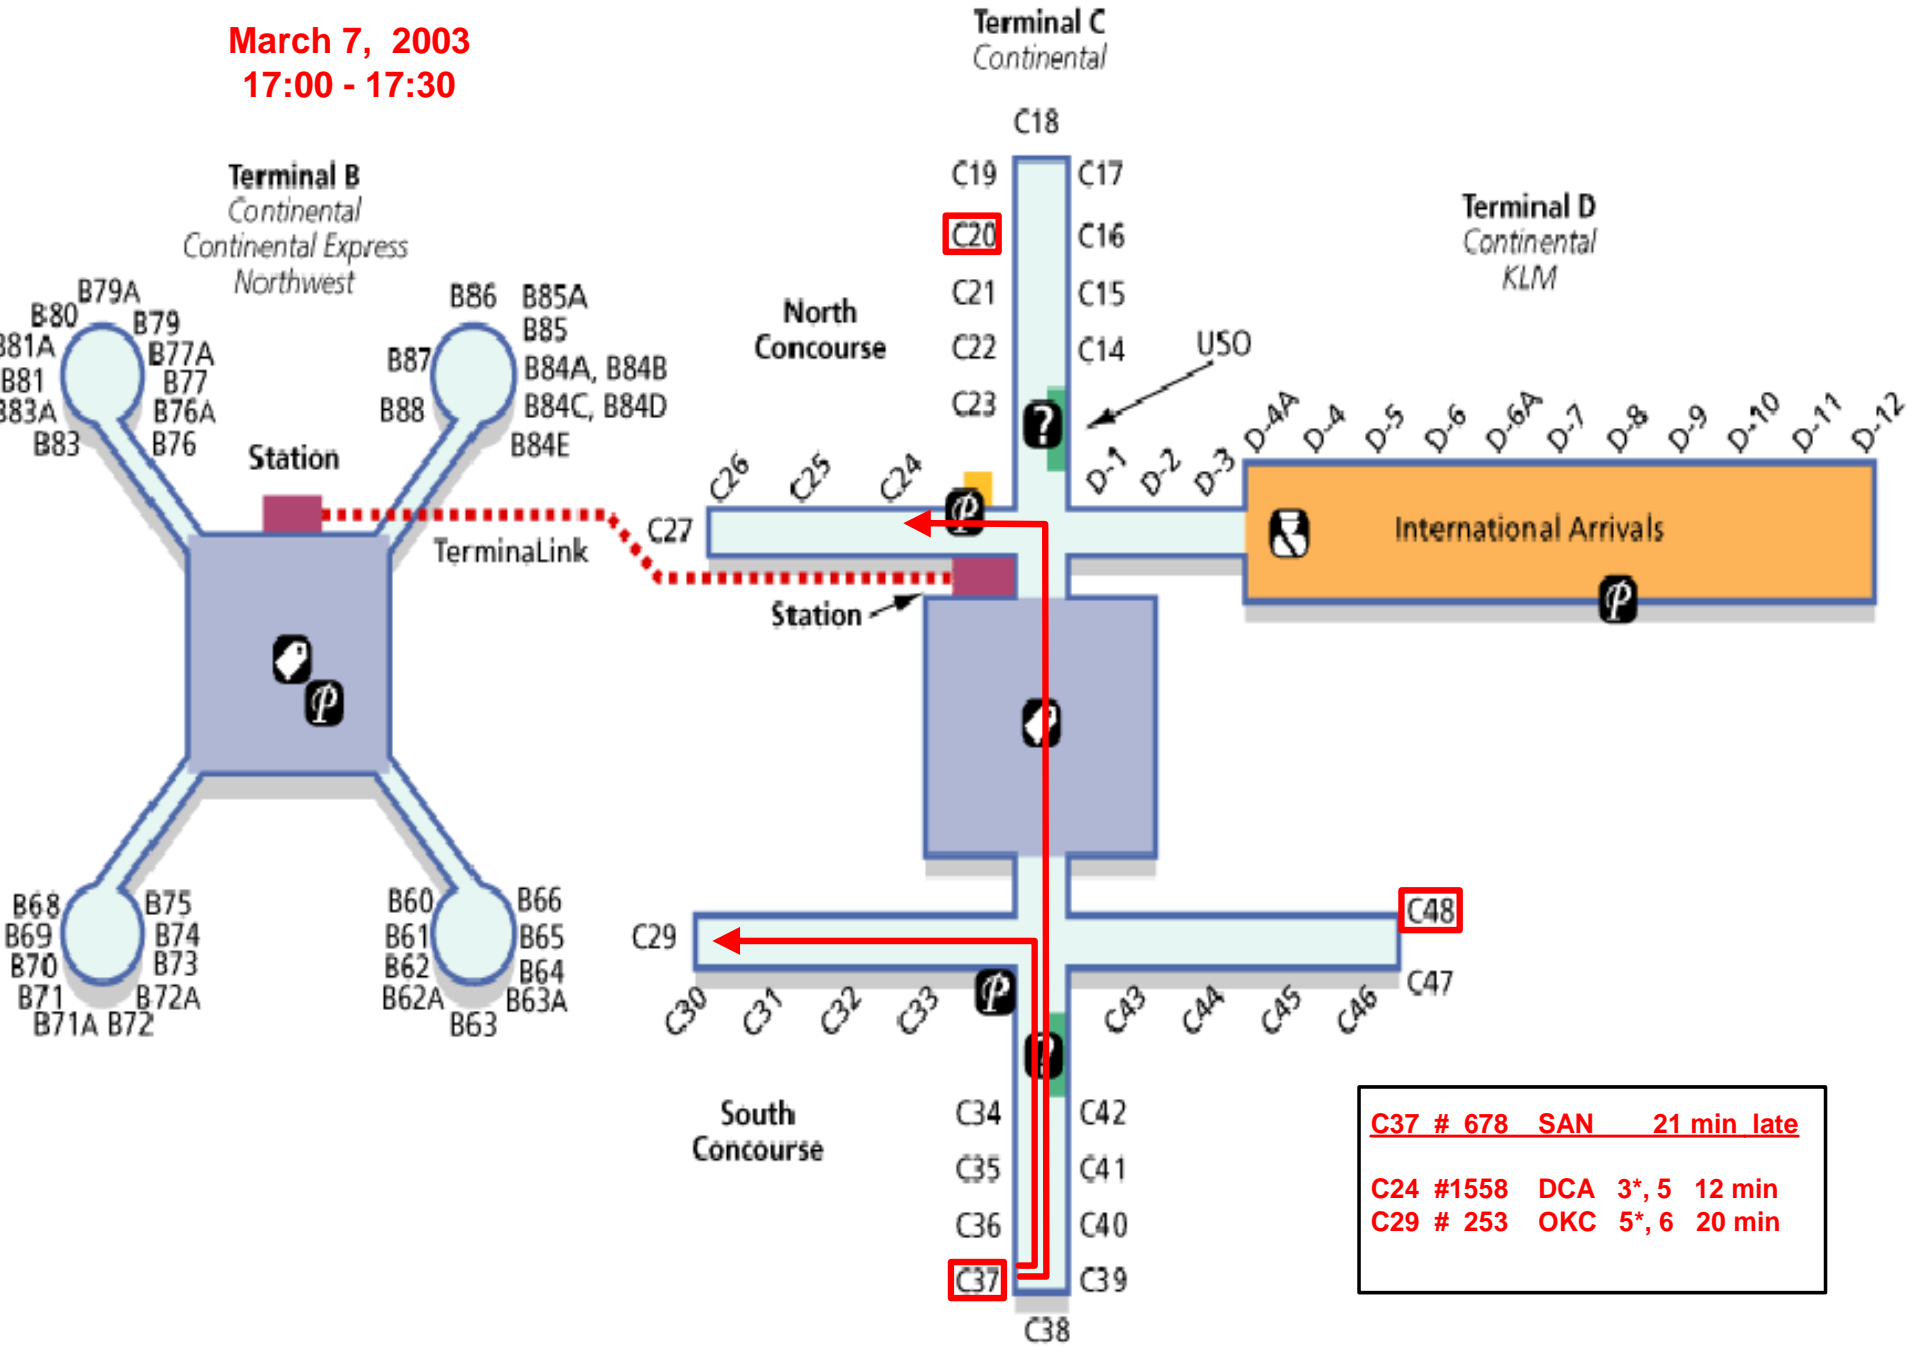 March 7, 2003
17:00 - 17:30
Terminal C
Continental
C18
C19
C17
C20
C16
C21
C15
C22
C14
C23
North
Concourse
USO
Terminal B
Continental
Continental Express
Northwest
Terminal D
Continental
KLM
B79A
B80
B79
B81A
B77A
B81
B77
B83A
B76A
B83
B76
B86
B85A
B85
B87
B84A, B84B
B88
B84C, B84D
B84E
Station
TerminaLink
C26
C25
C24
C27
?
P
D-1
D-2
D-3
D-4A
D-4
D-5
D-6
D-6A
D-7
D-8
D-9
D-10
D-11
D-12
International Arrivals
P
Station
P
B68
B75
B69
B74
B70
B73
B71
B72A
B71A
B72
B60
B66
B61
B65
B62
B64
B62A
B63A
B63
C29
C48
C47
C30
C31
C32
C33
P
C43
C44
C45
C46
?
South
Concourse
C34
C42
C35
C41
C36
C40
C37
C39
C38
C37 # 678 SAN 21 min late
C24 #1558 DCA 3*, 5 12 min
C29 # 253 OKC 5*, 6 20 min